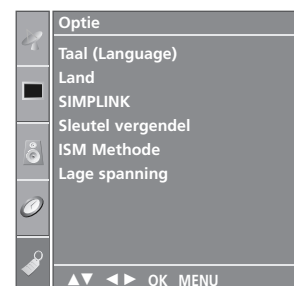 Optie
Taal (Language)
Land
SIMPLINK
Sleutel vergendel
ISM Methode
Lage spanning
▲▼ ◄► OK MENU